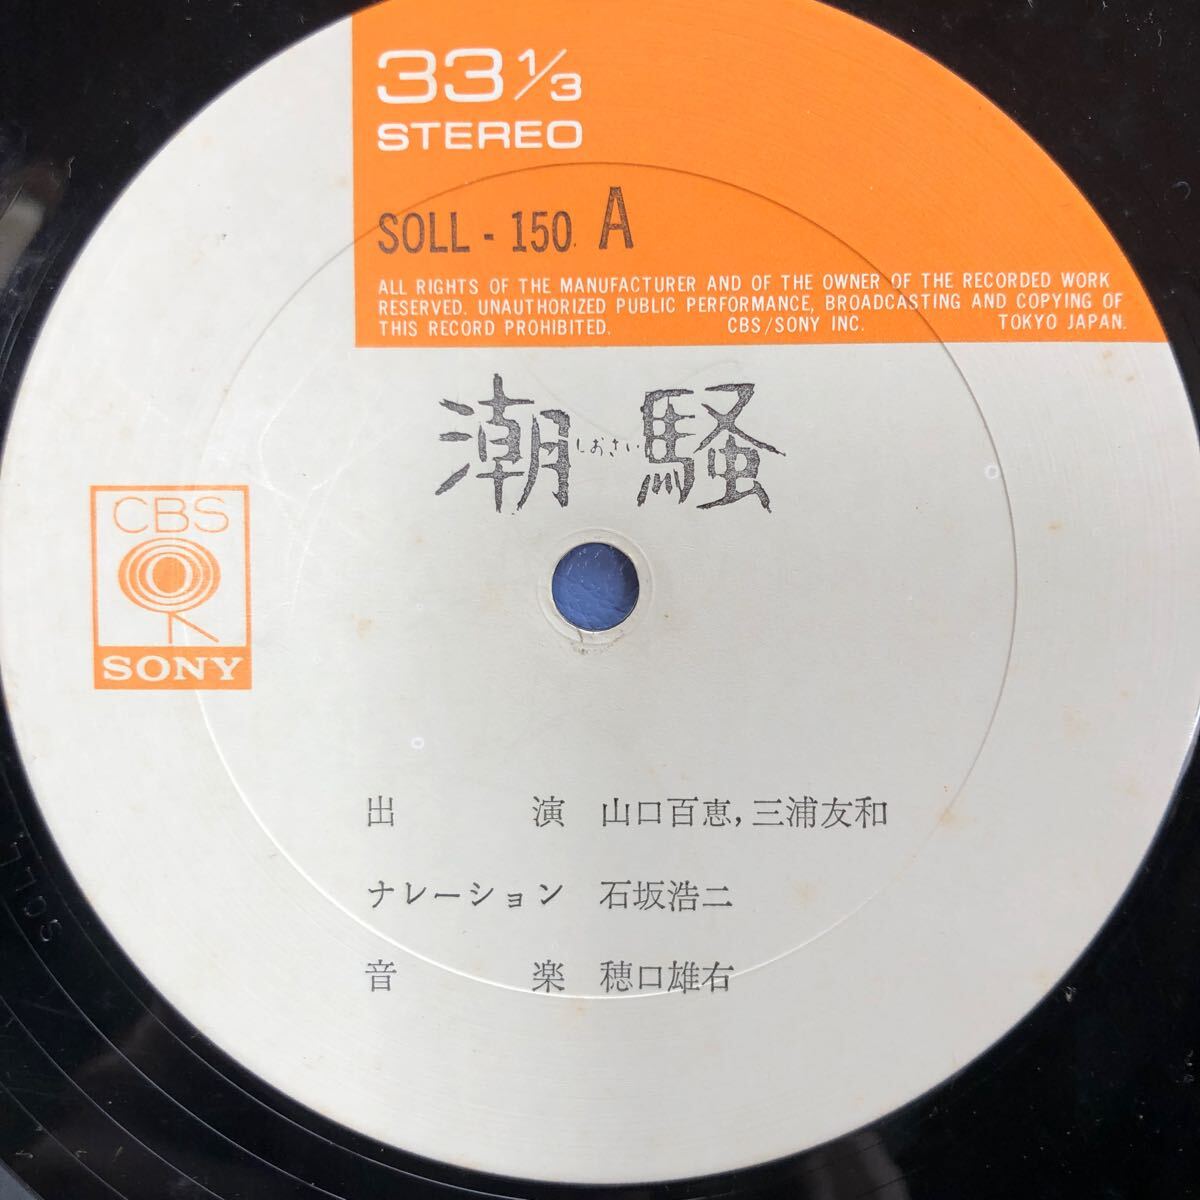 33 1/3
STEREO
SOLL - 150 A
ALL RIGHTS OF THE MANUFACTURER AND OF THE OWNER OF THE RECORDED WORK
RESERVED. UNAUTHORIZED PUBLIC PERFORMANCE, BROADCASTING AND COPYING OF
THIS RECORD PROHIBITED. CBS/SONY INC. TOKYO JAPAN.
潮騒
しおさい
CBS
SONY
出演 山口百恵，三浦友和
ナレーション 石坂浩二
音楽 穂口雄右